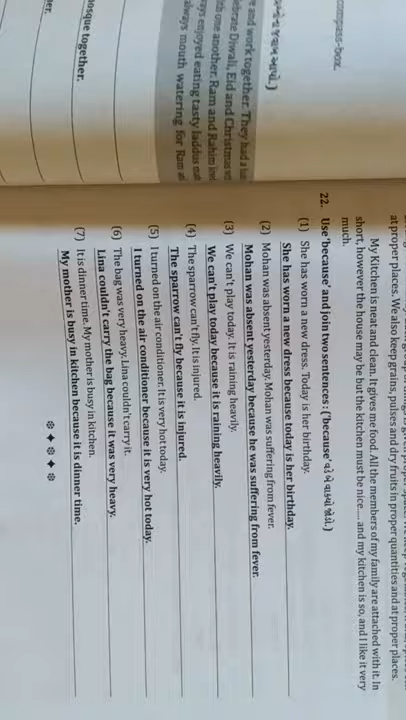 at proper places. We also keep grains, pulses and dry fruits in proper quantities and at proper places.
My Kitchen is neat and clean. It gives me food. All the members of my family are attached with it. In
short, however the house may be but the kitchen must be nice.... and my kitchen is so, and I like it very
much.
22. Use 'because' and join two sentences : ('because' વડે બે વાક્યો જોડો.)
(1) She has worn a new dress. Today is her birthday.
She has worn a new dress because today is her birthday.
(2) Mohan was absent yesterday. Mohan was suffering from fever.
Mohan was absent yesterday because he was suffering from fever.
(3) We can't play today. It is raining heavily.
We can't play today because it is raining heavily.
(4) The sparrow can't fly. It is injured.
The sparrow can't fly because it is injured.
(5) I turned on the air conditioner. It is very hot today.
I turned on the air conditioner because it is very hot today.
(6) The bag was very heavy. Lina couldn't carry it.
Lina couldn't carry the bag because it was very heavy.
(7) It is dinner time. My mother is busy in kitchen.
My mother is busy in kitchen because it is dinner time.
compass-box.
જવાબ આપો.)
and work together. They had a
Diwali, Eid and Christmas
one another. Ram and Rahim
enjoyed eating tasty laddus
always mouth watering for Ram
together.